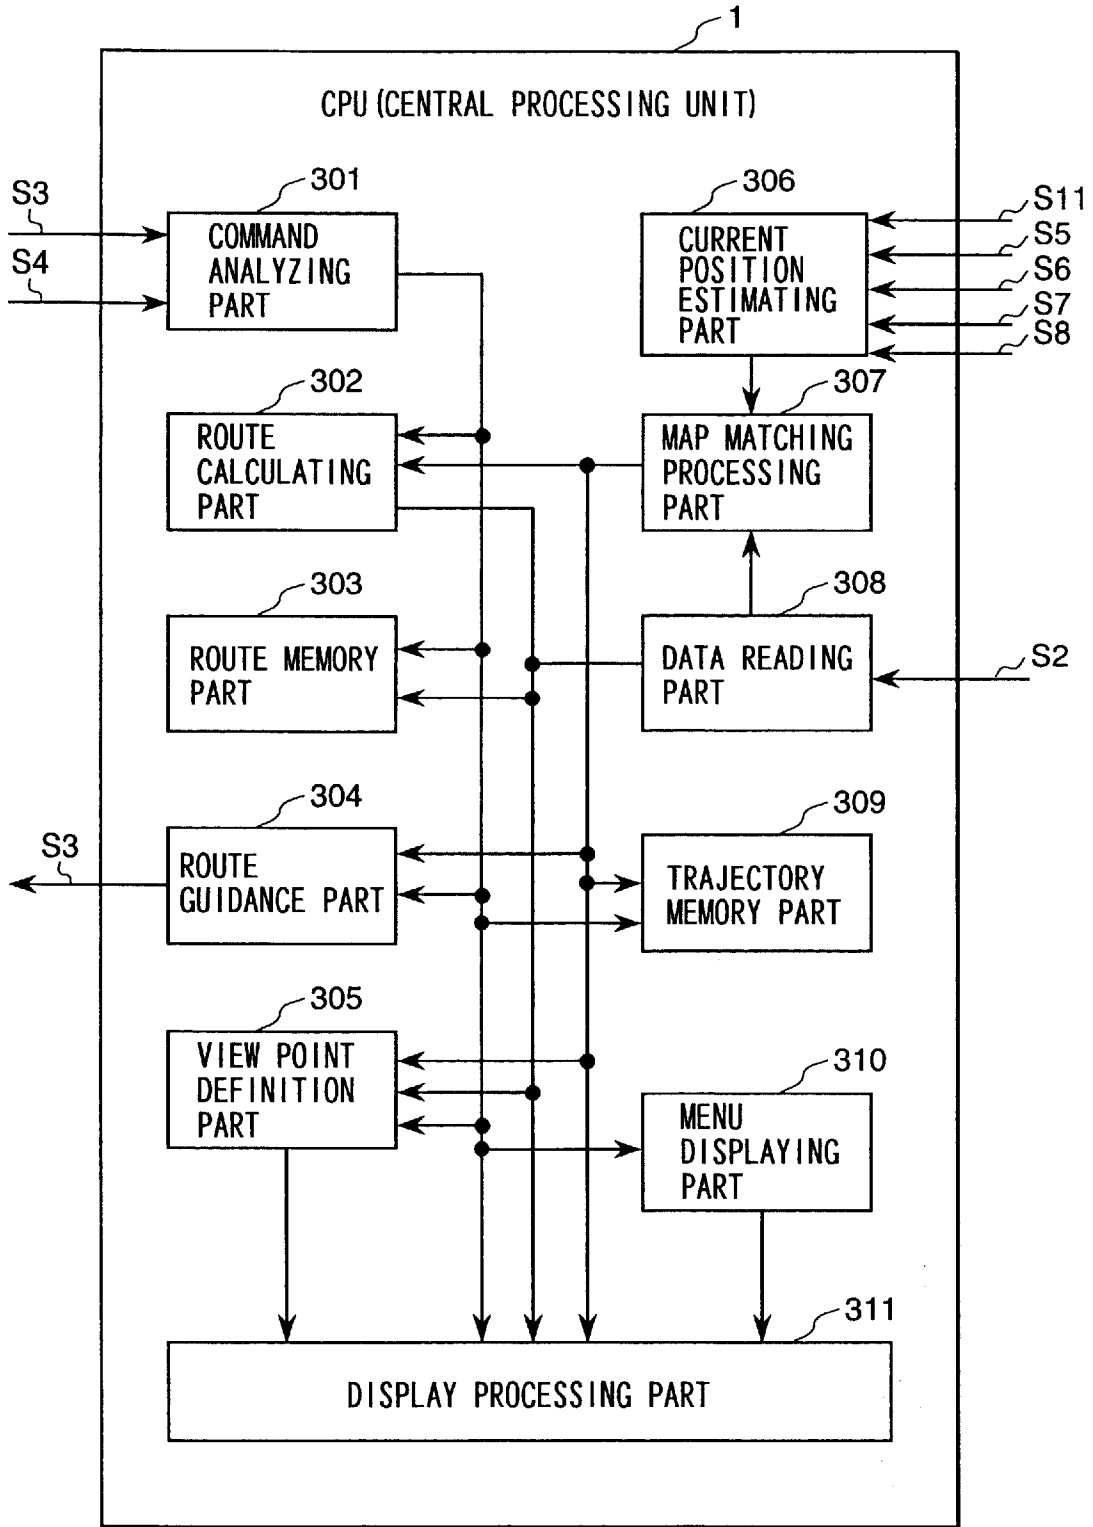 1
CPU (CENTRAL PROCESSING UNIT)
301
S3
S4
COMMAND
ANALYZING
PART
306
CURRENT
POSITION
ESTIMATING
PART
S11
S5
S6
S7
S8
302
ROUTE
CALCULATING
PART
307
MAP MATCHING
PROCESSING
PART
303
ROUTE MEMORY
PART
308
DATA READING
PART
S2
304
S3
ROUTE
GUIDANCE PART
309
TRAJECTORY
MEMORY PART
305
VIEW POINT
DEFINITION
PART
310
MENU
DISPLAYING
PART
311
DISPLAY PROCESSING PART